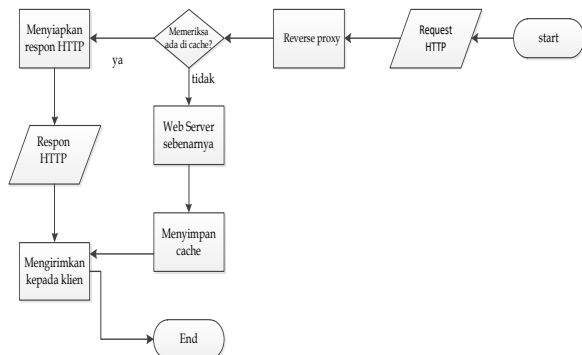 start
Request
HTTP
Reverse proxy
Memeriksa
ada di cache?
ya
tidak
Menyiapkan
respon HTTP
Respon
HTTP
Web Server
sebenarnya
Menyimpan
cache
Mengirimkan
kepada klien
End